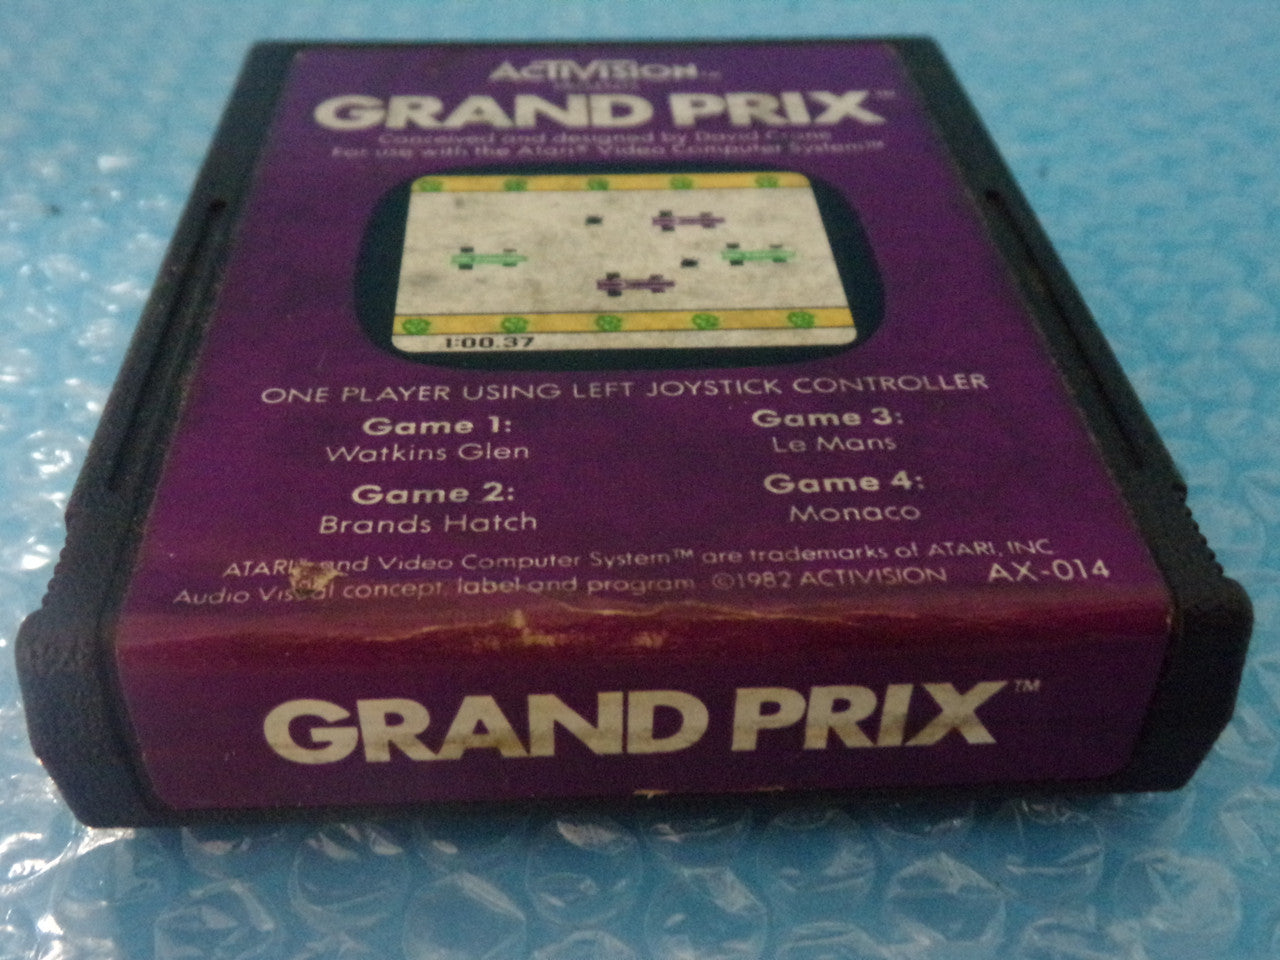 ACTIVISION™
PRESENTS
GRAND PRIX™
Conceived and designed by David Crane
For use with the Atari® Video Computer System™
1:00.37
ONE PLAYER USING LEFT JOYSTICK CONTROLLER
Game 1:
Watkins Glen
Game 2:
Brands Hatch
Game 3:
Le Mans
Game 4:
Monaco
ATARI and Video Computer System™ are trademarks of ATARI, INC
Audio Visual concept, label and program ©1982 ACTIVISION AX-014
GRAND PRIX™